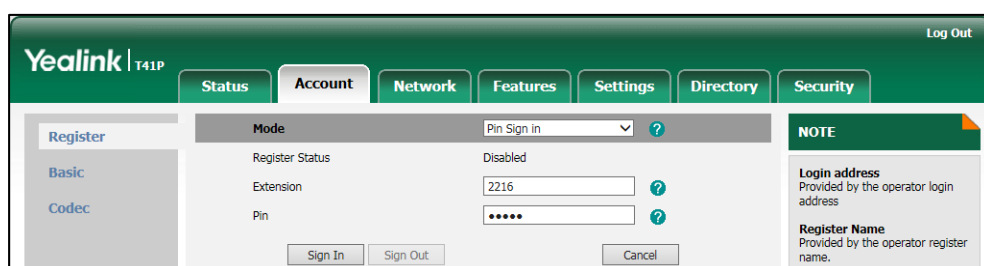 Log Out
Yealink T41P
Status Account Network Features Settings Directory Security
Register
Basic
Codec
Mode Pin Sign in ?
Register Status Disabled
Extension 2216 ?
Pin ••••• ?
Sign In Sign Out Cancel
NOTE
Login address
Provided by the operator login
address
Register Name
Provided by the operator register
name.